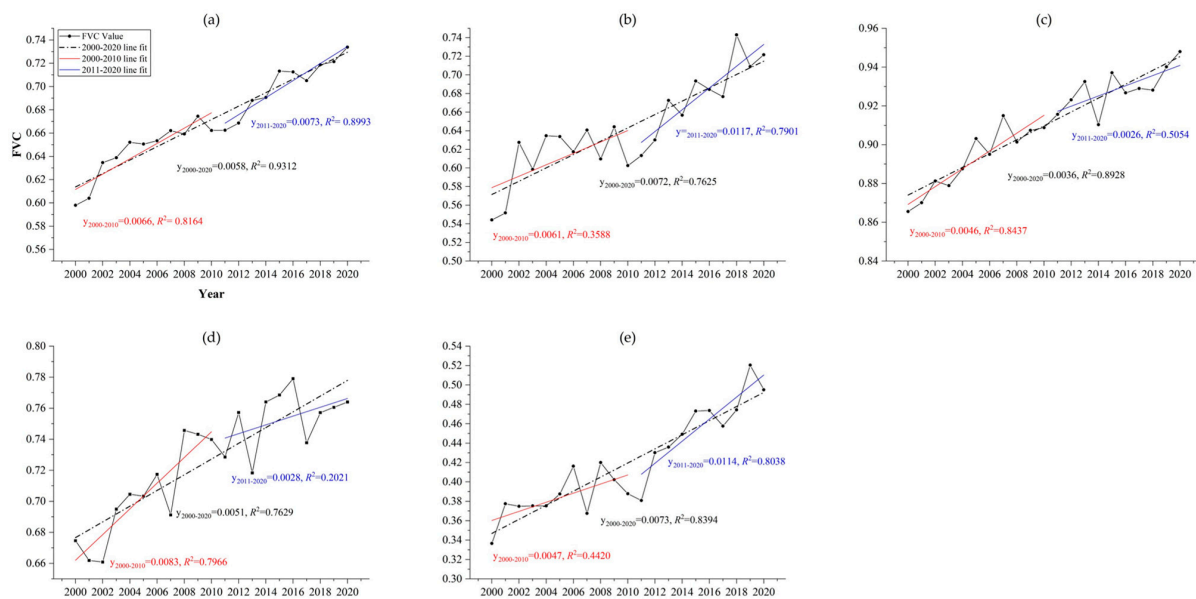 (a)
FVC Value
2000-2020 line fit
2000-2010 line fit
2011-2020 line fit
0.74
0.72
0.70
0.68
0.66
0.64
0.62
0.60
0.58
0.56
FVC
y2011-2020=0.0073, R2= 0.8993
y2000-2020=0.0058, R2= 0.9312
y2000-2010=0.0066, R2= 0.8164
2000 2002 2004 2006 2008 2010 2012 2014 2016 2018 2020
Year
(b)
0.74
0.72
0.70
0.68
0.66
0.64
0.62
0.60
0.58
0.56
0.54
0.52
0.50
y=2011-2020=0.0117, R2=0.7901
y2000-2020=0.0072, R2=0.7625
y2000-2010=0.0061, R2=0.3588
2000 2002 2004 2006 2008 2010 2012 2014 2016 2018 2020
(c)
0.96
0.94
0.92
0.90
0.88
0.86
0.84
y2011-2020=0.0026, R2=0.5054
y2000-2020=0.0036, R2=0.8928
y2000-2010=0.0046, R2=0.8437
2000 2002 2004 2006 2008 2010 2012 2014 2016 2018 2020
(d)
0.80
0.78
0.76
0.74
0.72
0.70
0.68
0.66
y2011-2020=0.0028, R2=0.2021
y2000-2020=0.0051, R2=0.7629
y2000-2010=0.0083, R2=0.7966
2000 2002 2004 2006 2008 2010 2012 2014 2016 2018 2020
(e)
0.54
0.52
0.50
0.48
0.46
0.44
0.42
0.40
0.38
0.36
0.34
0.32
0.30
y2011-2020=0.0114, R2=0.8038
y2000-2020=0.0073, R2=0.8394
y2000-2010=0.0047, R2=0.4420
2000 2002 2004 2006 2008 2010 2012 2014 2016 2018 2020